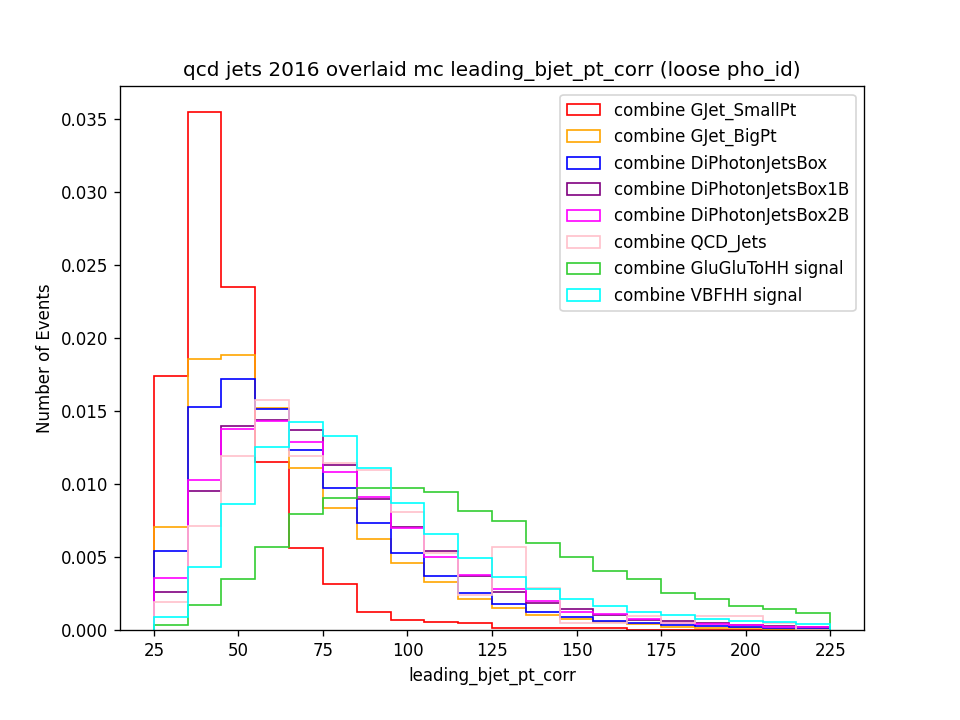 qcd jets 2016 overlaid mc leading_bjet_pt_corr (loose pho_id)
combine GJet_SmallPt
combine GJet_BigPt
combine DiPhotonJetsBox
combine DiPhotonJetsBox1B
combine DiPhotonJetsBox2B
combine QCD_Jets
combine GluGluToHH signal
combine VBFHH signal
Number of Events
0.035
0.030
0.025
0.020
0.015
0.010
0.005
0.000
25 50 75 100 125 150 175 200 225
leading_bjet_pt_corr